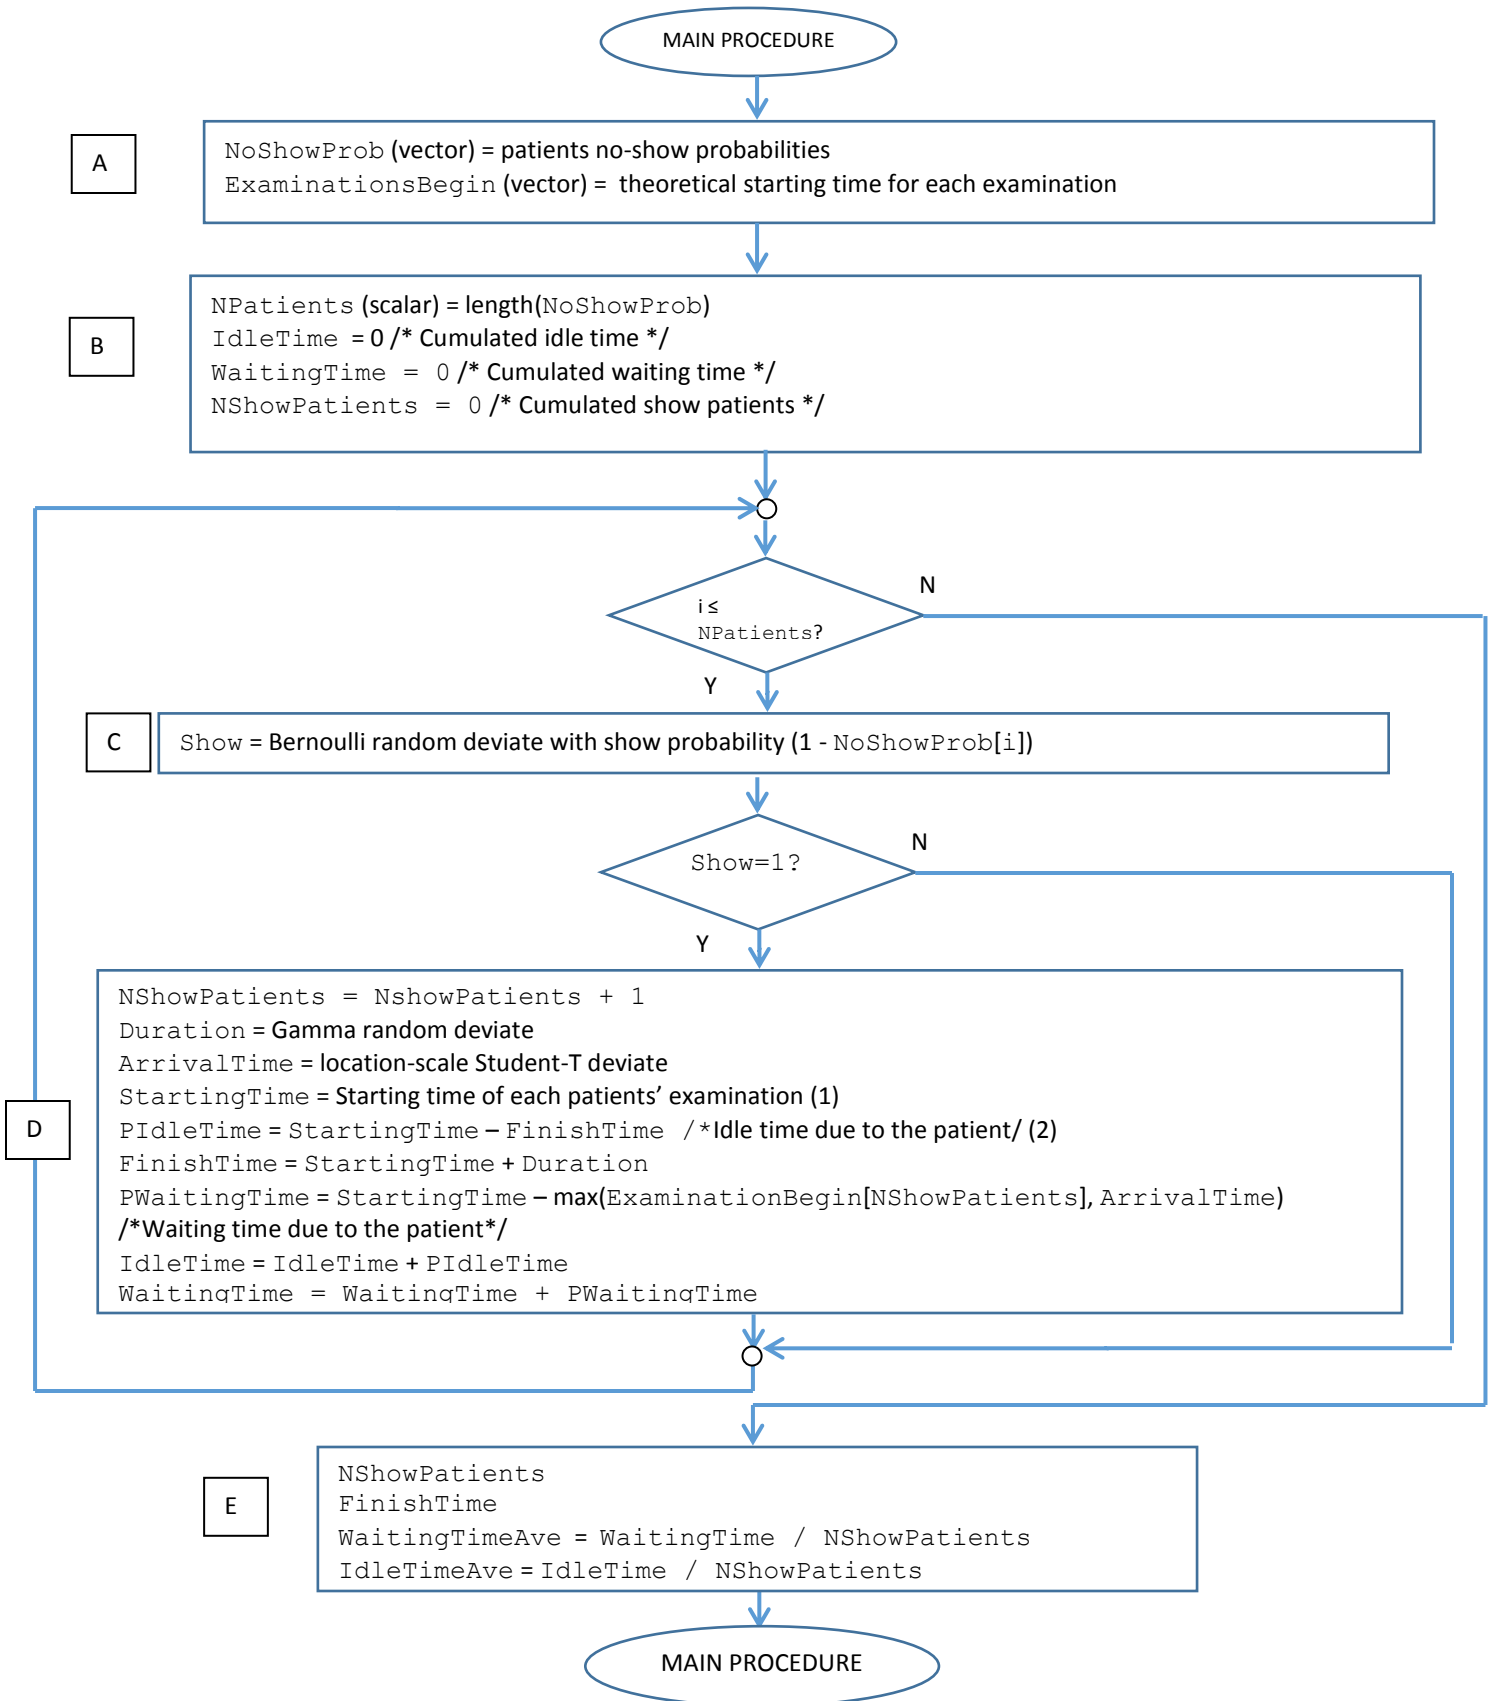 MAIN PROCEDURE
A
NoShowProb (vector) = patients no-show probabilities
ExaminationsBegin (vector) = theoretical starting time for each examination
B
NPatients (scalar) = length(NoShowProb)
IdleTime = 0 /* Cumulated idle time */
WaitingTime = 0 /* Cumulated waiting time */
NShowPatients = 0 /* Cumulated show patients */
i ≤
NPatients?
N
Y
C
Show = Bernoulli random deviate with show probability (1 - NoShowProb[i])
Show=1?
N
Y
D
NShowPatients = NshowPatients + 1
Duration = Gamma random deviate
ArrivalTime = location-scale Student-T deviate
StartingTime = Starting time of each patients’ examination (1)
PIdleTime = StartingTime – FinishTime /*Idle time due to the patient/ (2)
FinishTime = StartingTime + Duration
PWaitingTime = StartingTime – max(ExaminationBegin[NShowPatients], ArrivalTime)
/*Waiting time due to the patient*/
IdleTime = IdleTime + PIdleTime
WaitingTime = WaitingTime + PWaitingTime
E
NShowPatients
FinishTime
WaitingTimeAve = WaitingTime / NShowPatients
IdleTimeAve = IdleTime / NShowPatients
MAIN PROCEDURE